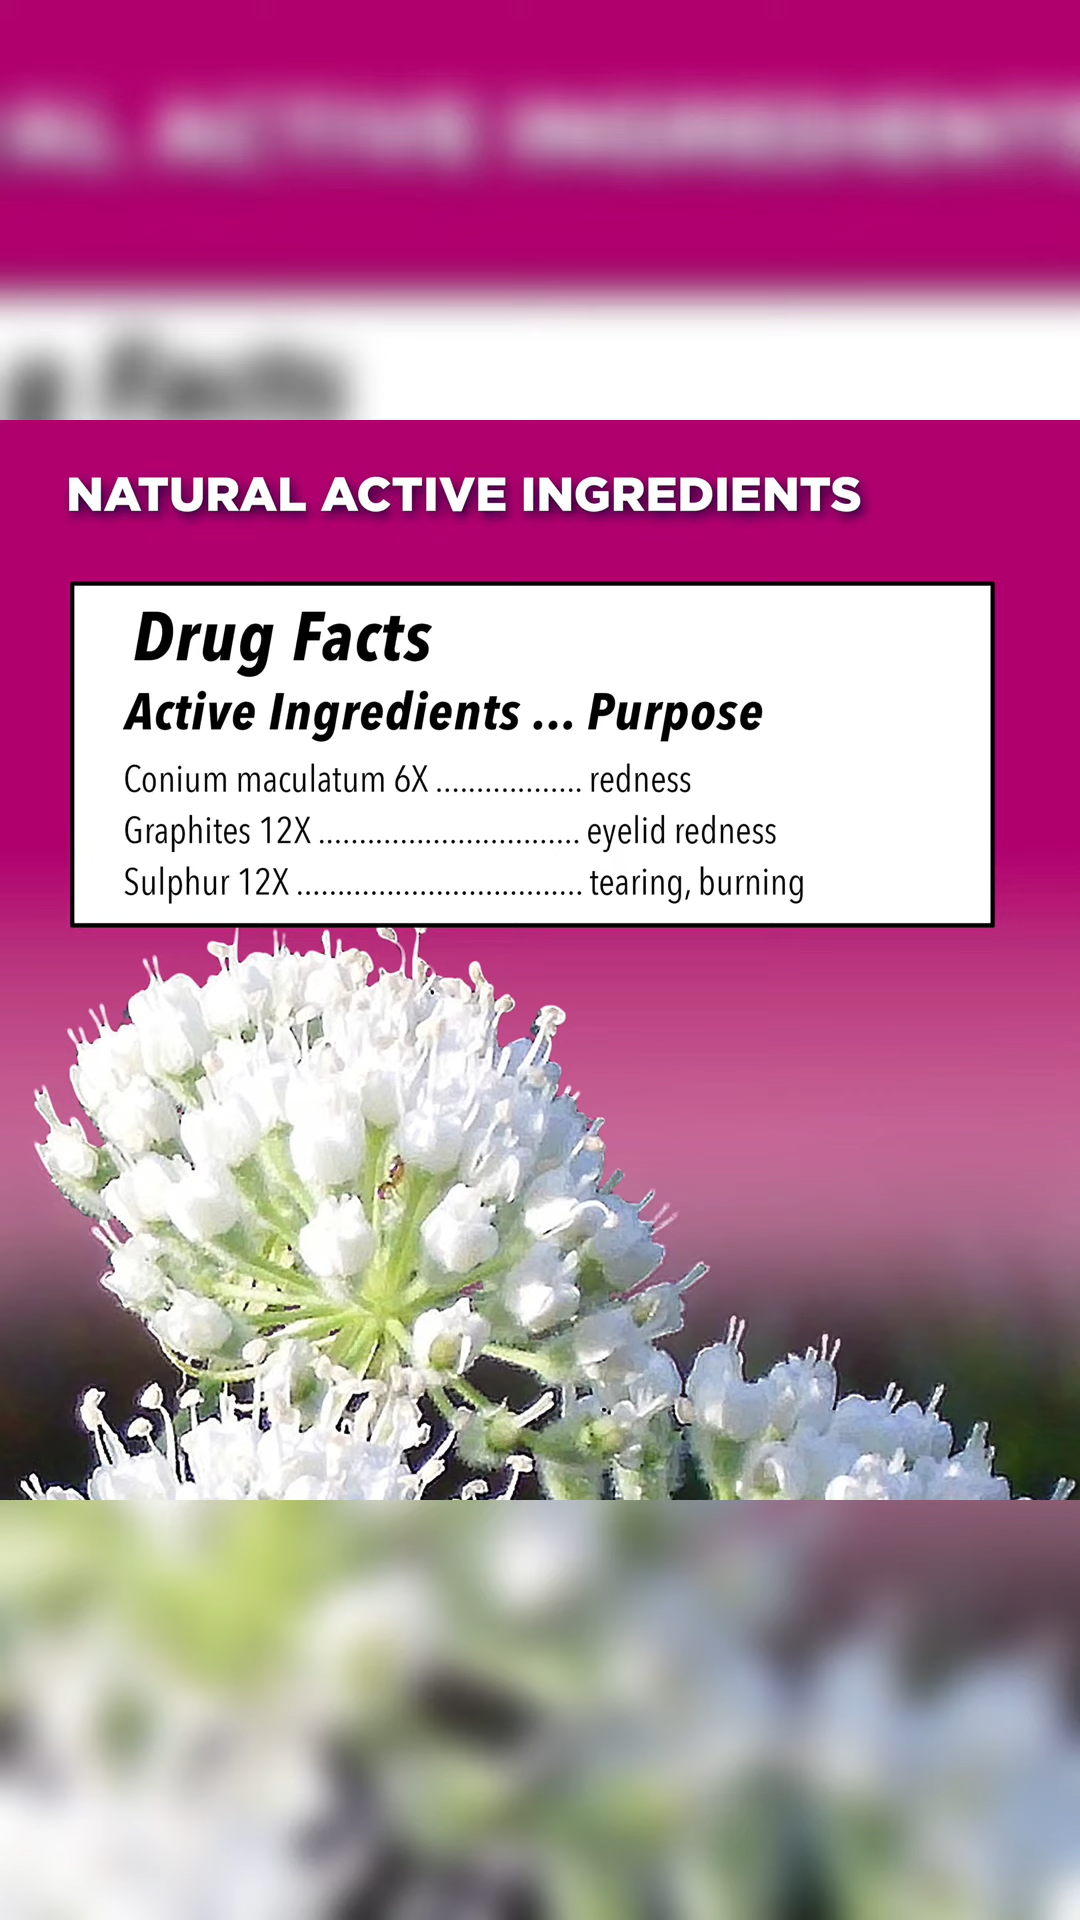 NATURAL ACTIVE INGREDIENTS
Drug Facts
Active Ingredients ... Purpose
Conium maculatum 6X .................. redness
Graphites 12X ................................ eyelid redness
Sulphur 12X ................................... tearing, burning